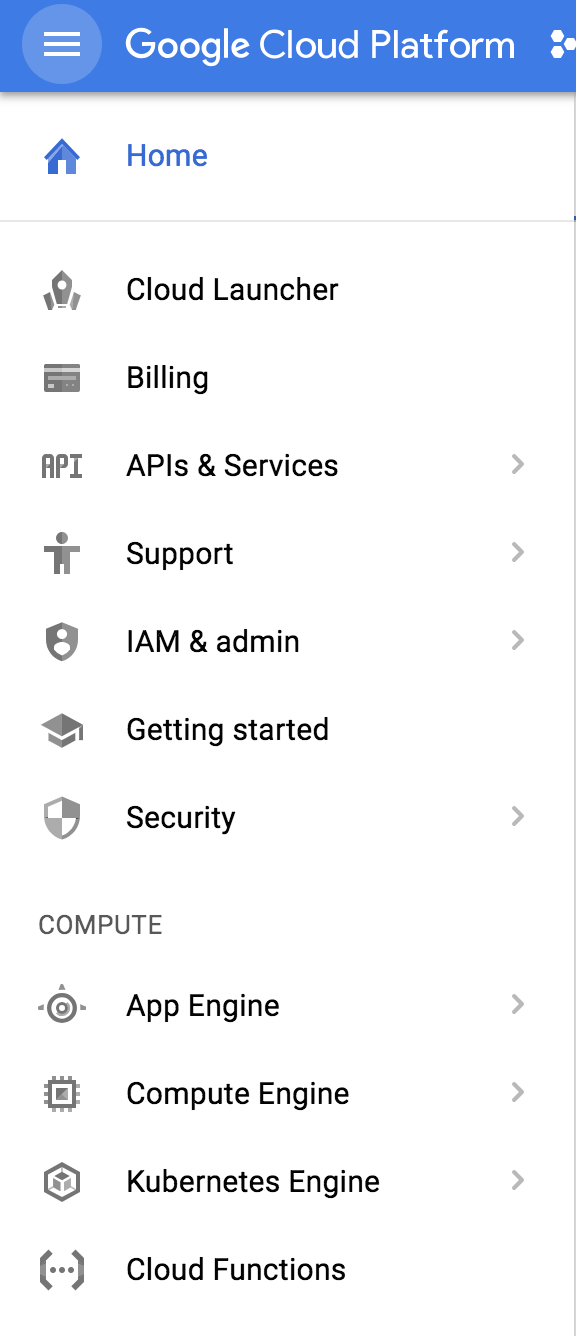 Google Cloud Platform
Home
Cloud Launcher
Billing
API APIs & Services
Support
IAM & admin
Getting started
Security
COMPUTE
App Engine
Compute Engine
Kubernetes Engine
Cloud Functions